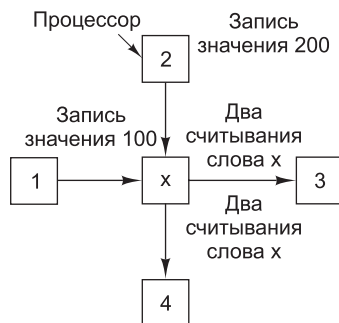 Процессор
Запись
значения 200
2
Запись
значения 100
Два
считывания
слова x
1
x
3
Два
считывания
слова x
4